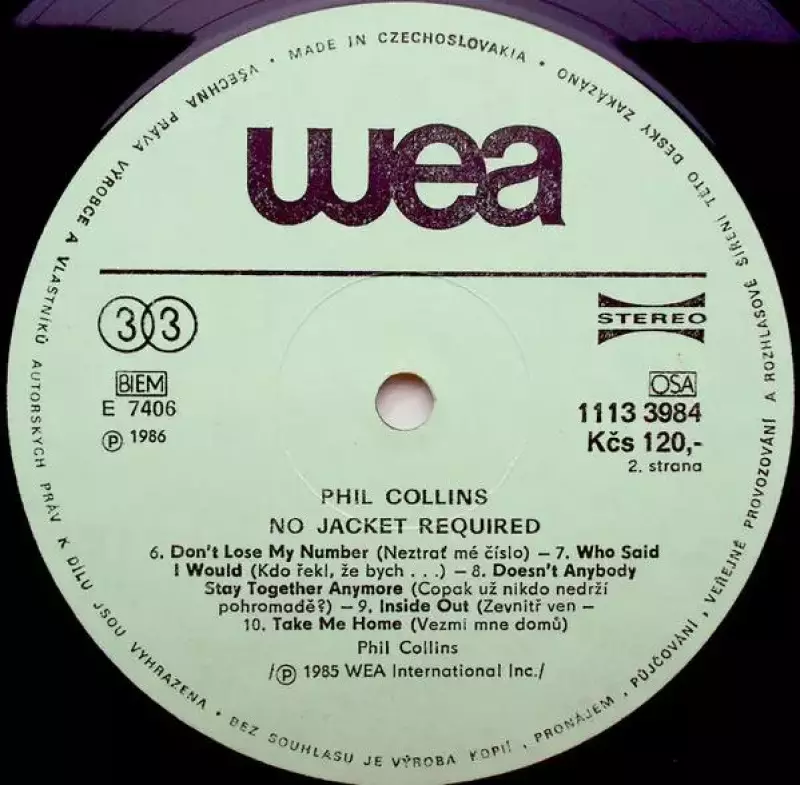 • MADE IN CZECHOSLOVAKIA •
VŠECHNA PRÁVA VÝROBCE A VLASTNÍKŮ AUTORSKÝCH PRÁV K DÍLU JSOU VYHRAZENA • BEZ SOUHLASU JE VÝROBA KOPIÍ, PRONÁJEM, PŮJČOVÁNÍ, VEŘEJNÉ PROVOZOVÁNÍ A ROZHLASOVÉ ŠÍŘENÍ TÉTO DESKY ZAKÁZÁNO
wea
33
STEREO
BIEM
OSA
E 7406
1113 3984
℗ 1986
Kčs 120,-
2. strana
PHIL COLLINS
NO JACKET REQUIRED
6. Don't Lose My Number (Neztrať mé číslo) – 7. Who Said
I Would (Kdo řekl, že bych . . .) – 8. Doesn't Anybody
Stay Together Anymore (Copak už nikdo nedrží
pohromadě?) – 9. Inside Out (Zevnitř ven –
10. Take Me Home (Vezmi mne domů)
Phil Collins
/℗ 1985 WEA International Inc./